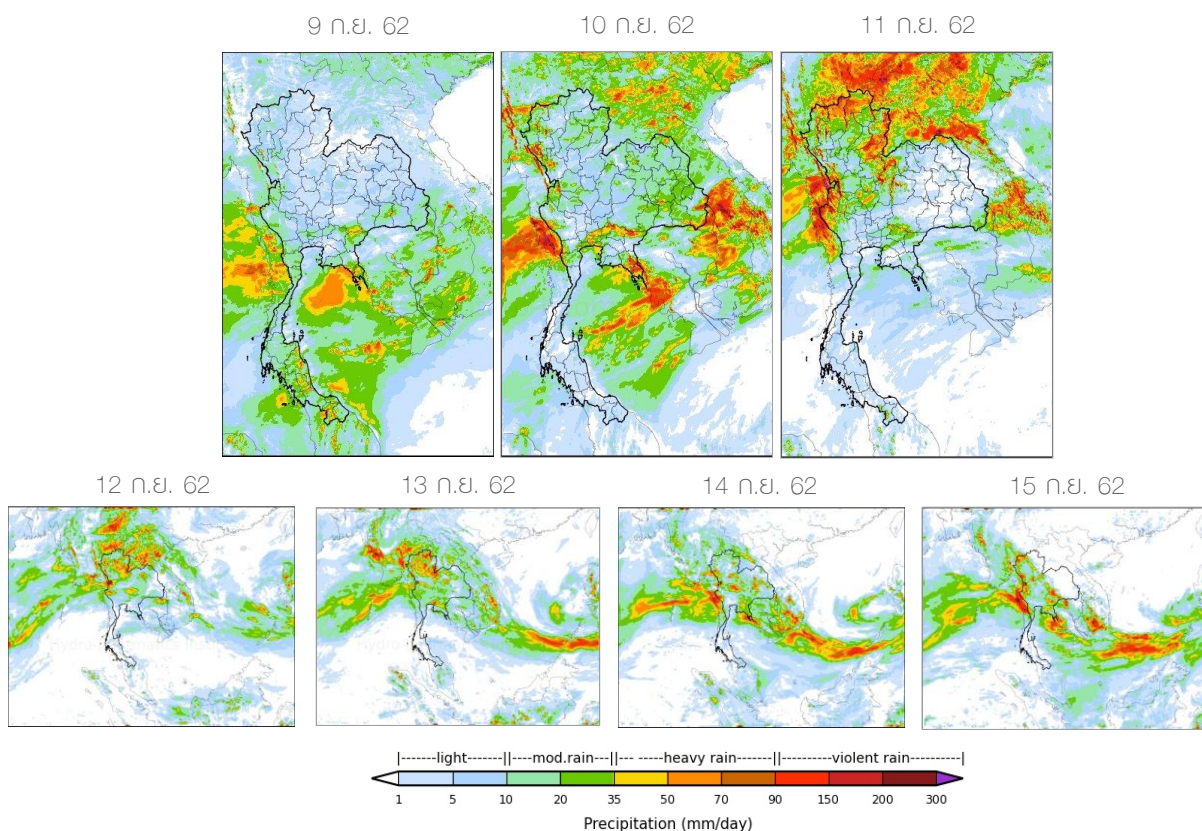 9 ก.ย. 62
10 ก.ย. 62
11 ก.ย. 62
12 ก.ย. 62
13 ก.ย. 62
14 ก.ย. 62
15 ก.ย. 62
|-------light-------||---mod.rain---||--- -----heavy rain------||-----------violent rain-----------|
1 5 10 20 35 50 70 90 150 200 300
Precipitation (mm/day)